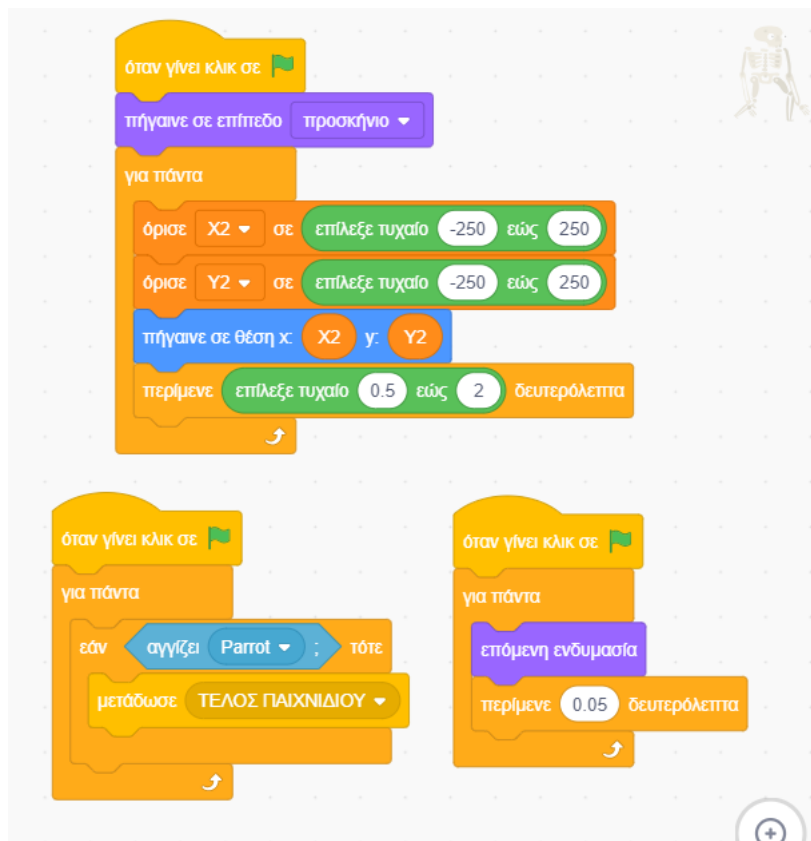 όταν γίνει κλικ σε
πήγαινε σε επίπεδο προσκήνιο
για πάντα
όρισε X2 σε επίλεξε τυχαίο -250 εώς 250
όρισε Y2 σε επίλεξε τυχαίο -250 εώς 250
πήγαινε σε θέση x: X2 y: Y2
περίμενε επίλεξε τυχαίο 0.5 εώς 2 δευτερόλεπτα
όταν γίνει κλικ σε
για πάντα
εάν αγγίζει Parrot ; τότε
μετάδωσε ΤΕΛΟΣ ΠΑΙΧΝΙΔΙΟΥ
όταν γίνει κλικ σε
για πάντα
επόμενη ενδυμασία
περίμενε 0.05 δευτερόλεπτα